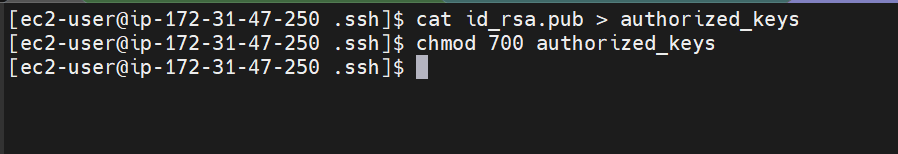 [ec2-user@ip-172-31-47-250 .ssh]$ cat id_rsa.pub > authorized_keys
[ec2-user@ip-172-31-47-250 .ssh]$ chmod 700 authorized_keys
[ec2-user@ip-172-31-47-250 .ssh]$